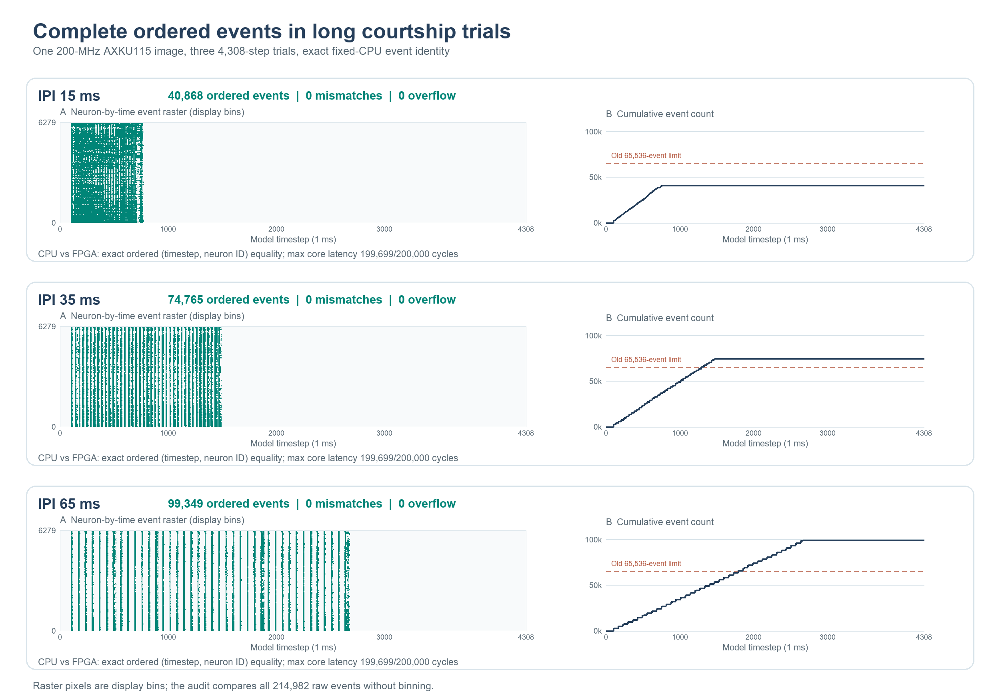 Complete ordered events in long courtship trials
One 200-MHz AXKU115 image, three 4,308-step trials, exact fixed-CPU event identity
IPI 15 ms
40,868 ordered events | 0 mismatches | 0 overflow
A Neuron-by-time event raster (display bins)
6279
0
0 1000 2000 3000 4308
Model timestep (1 ms)
B Cumulative event count
100k
Old 65,536-event limit
50k
0k
0 1000 2000 3000 4308
Model timestep (1 ms)
CPU vs FPGA: exact ordered (timestep, neuron ID) equality; max core latency 199,699/200,000 cycles
IPI 35 ms
74,765 ordered events | 0 mismatches | 0 overflow
A Neuron-by-time event raster (display bins)
6279
0
0 1000 2000 3000 4308
Model timestep (1 ms)
B Cumulative event count
100k
Old 65,536-event limit
50k
0k
0 1000 2000 3000 4308
Model timestep (1 ms)
CPU vs FPGA: exact ordered (timestep, neuron ID) equality; max core latency 199,699/200,000 cycles
IPI 65 ms
99,349 ordered events | 0 mismatches | 0 overflow
A Neuron-by-time event raster (display bins)
6279
0
0 1000 2000 3000 4308
Model timestep (1 ms)
B Cumulative event count
100k
Old 65,536-event limit
50k
0k
0 1000 2000 3000 4308
Model timestep (1 ms)
CPU vs FPGA: exact ordered (timestep, neuron ID) equality; max core latency 199,699/200,000 cycles
Raster pixels are display bins; the audit compares all 214,982 raw events without binning.